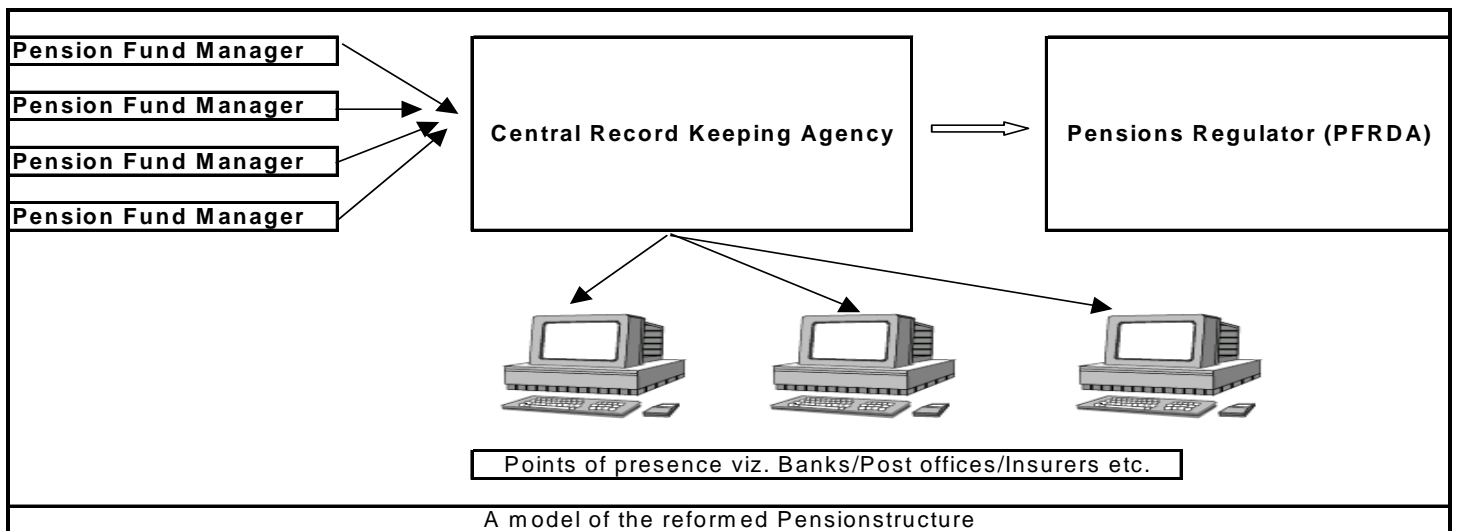 Pension Fund Manager
Pension Fund Manager
Pension Fund Manager
Pension Fund Manager
Central Record Keeping Agency
Pensions Regulator (PFRDA)
Points of presence viz. Banks/Post offices/Insurers etc.
A model of the reformed Pensionstructure